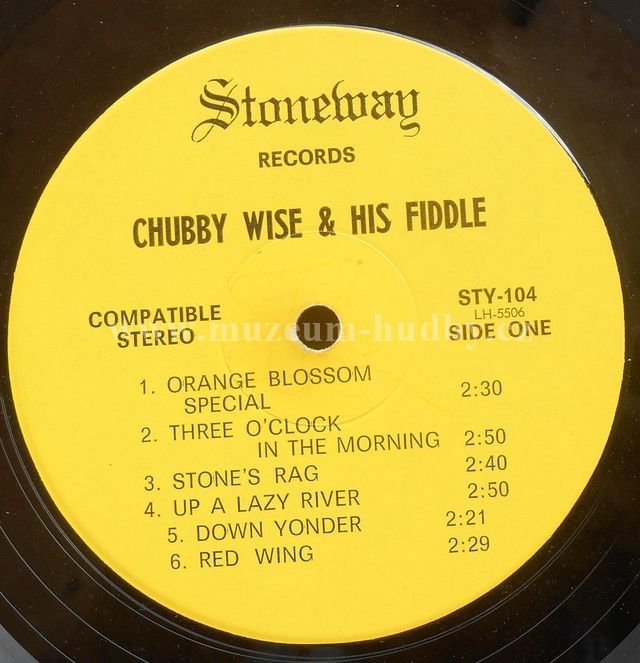 Stoneway
RECORDS
CHUBBY WISE & HIS FIDDLE
COMPATIBLE
STEREO
STY-104
LH-5506
SIDE ONE
www.muzeum-hudby.cz
1. ORANGE BLOSSOM
SPECIAL 2:30
2. THREE O'CLOCK
IN THE MORNING 2:50
3. STONE'S RAG 2:40
4. UP A LAZY RIVER 2:50
5. DOWN YONDER 2:21
6. RED WING 2:29